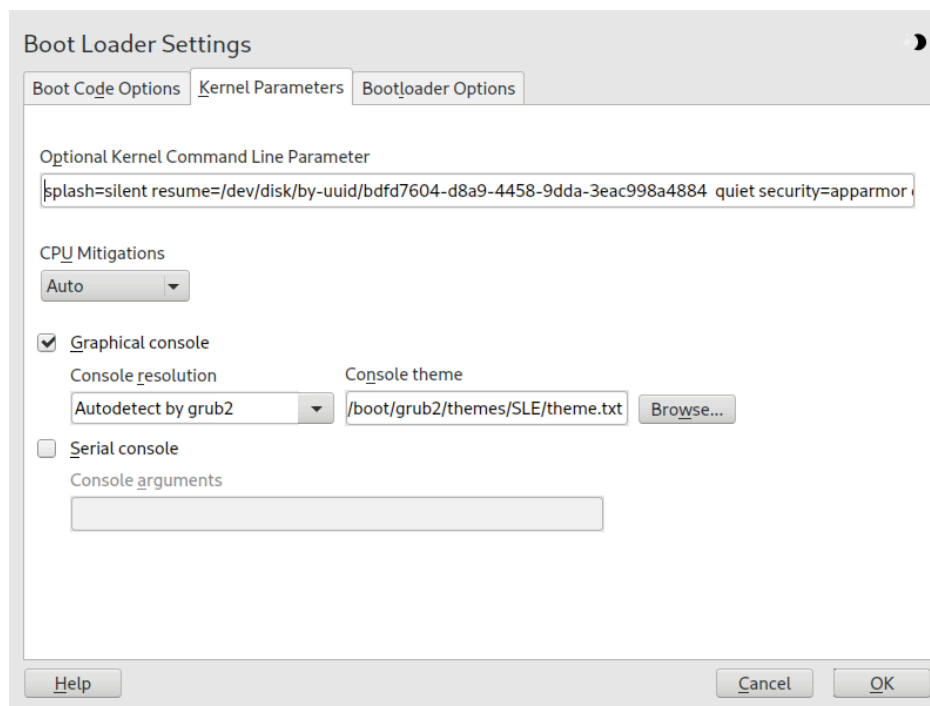 Boot Loader Settings
Boot Code Options Kernel Parameters Bootloader Options
Optional Kernel Command Line Parameter
splash=silent resume=/dev/disk/by-uuid/bdfd7604-d8a9-4458-9dda-3eac998a4884 quiet security=apparmor
CPU Mitigations
Auto
Graphical console
Console resolution Console theme
Autodetect by grub2 /boot/grub2/themes/SLE/theme.txt Browse...
Serial console
Console arguments
Help Cancel OK